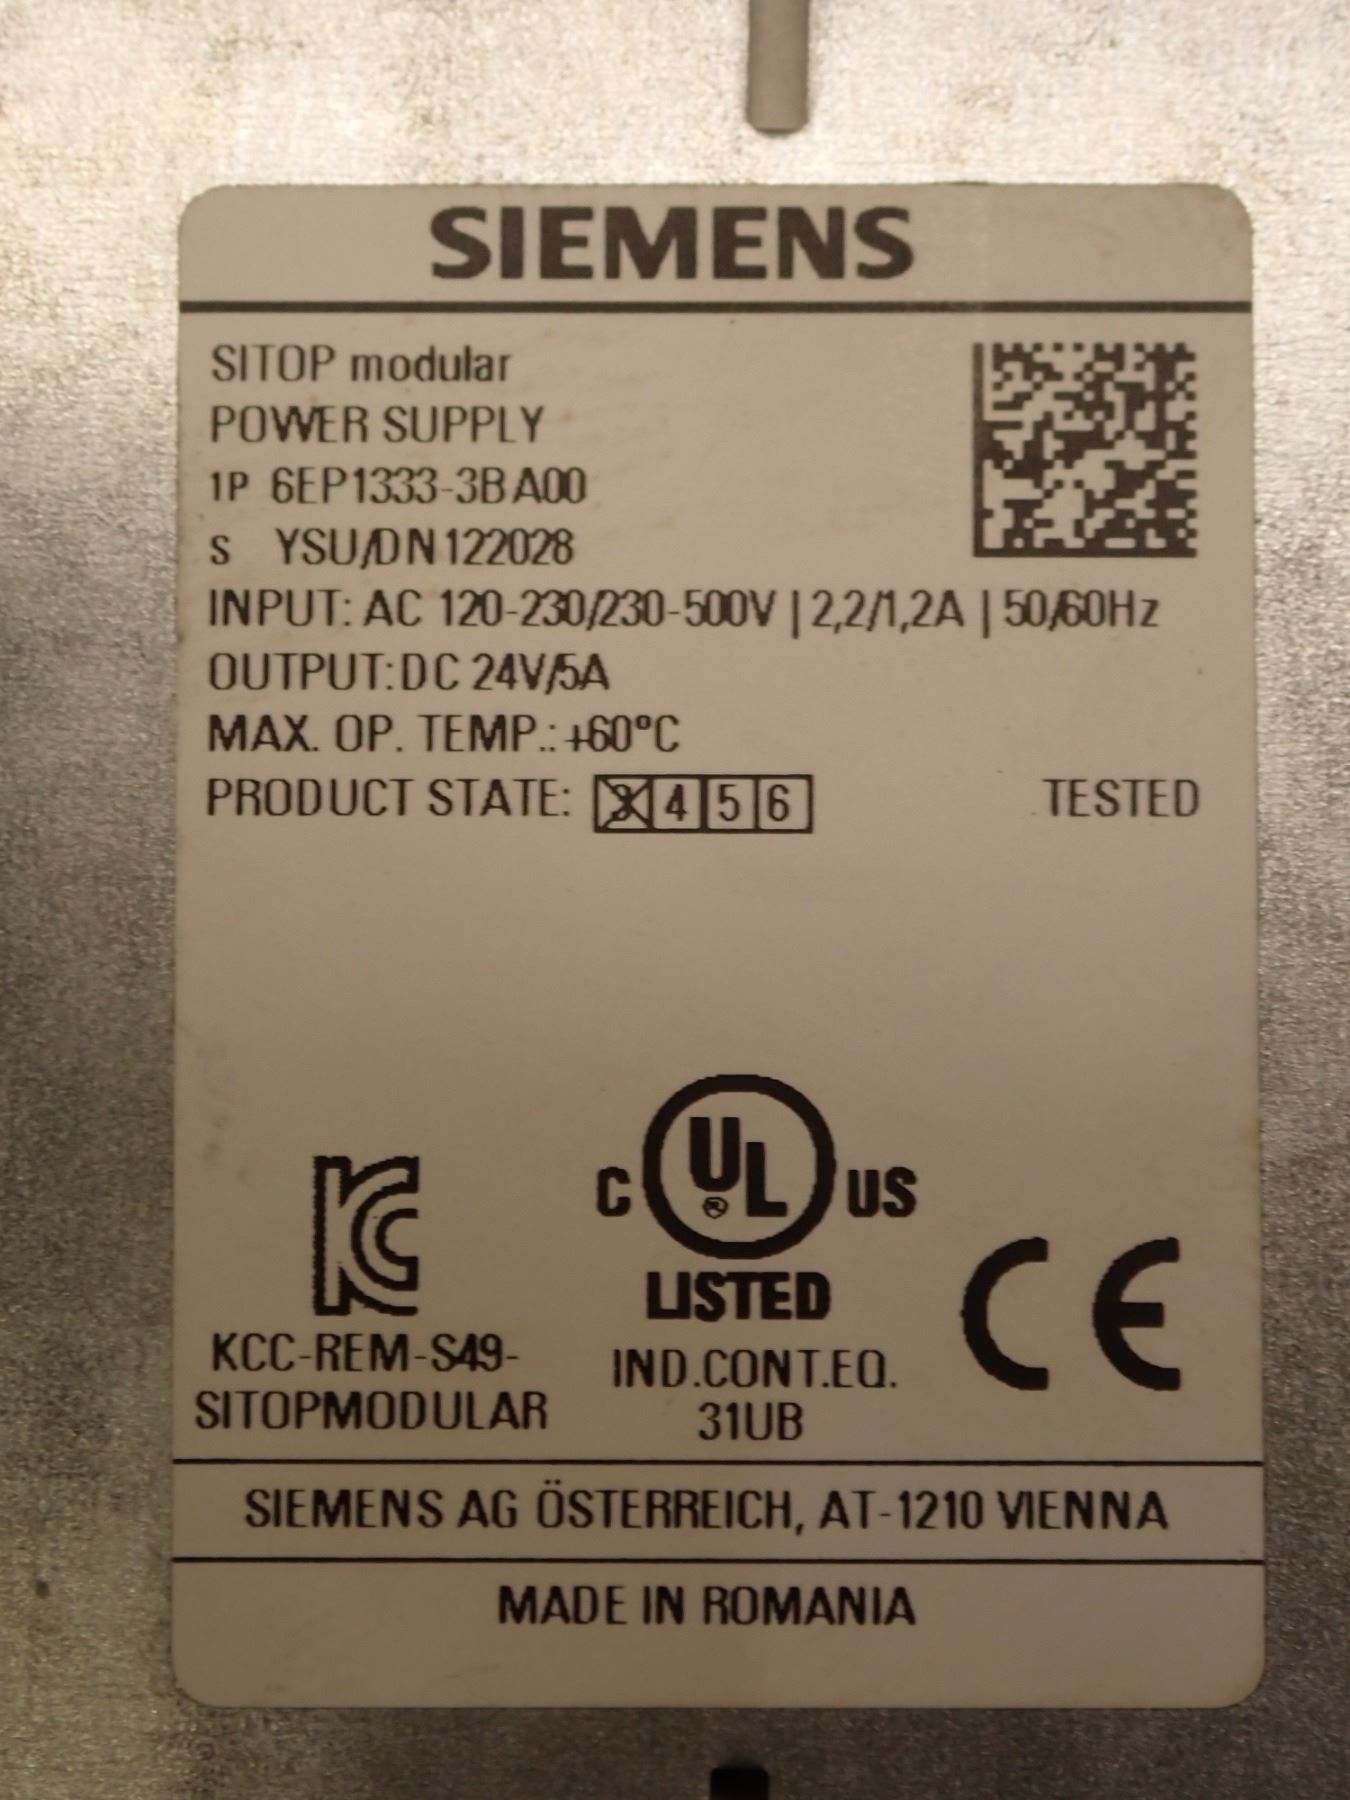 SIEMENS
SITOP modular
POWER SUPPLY
1P 6EP1333-3BA00
S YSU/DN122028
INPUT: AC 120-230/230-500V | 2,2/1,2A | 50/60Hz
OUTPUT: DC 24V/5A
MAX. OP. TEMP.: +60°C
PRODUCT STATE: 3 4 5 6 TESTED
C UL ® US
LISTED
IND.CONT.EQ.
31UB
KC
KCC-REM-S49-
SITOPMODULAR
CE
SIEMENS AG ÖSTERREICH, AT-1210 VIENNA
MADE IN ROMANIA